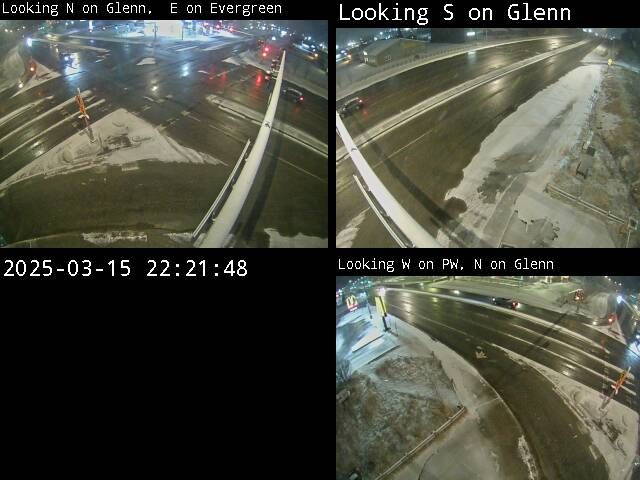 Looking N on Glenn,  E on Evergreen
Looking S on Glenn
2025-03-15 22:21:48
Looking W on PW, N on Glenn